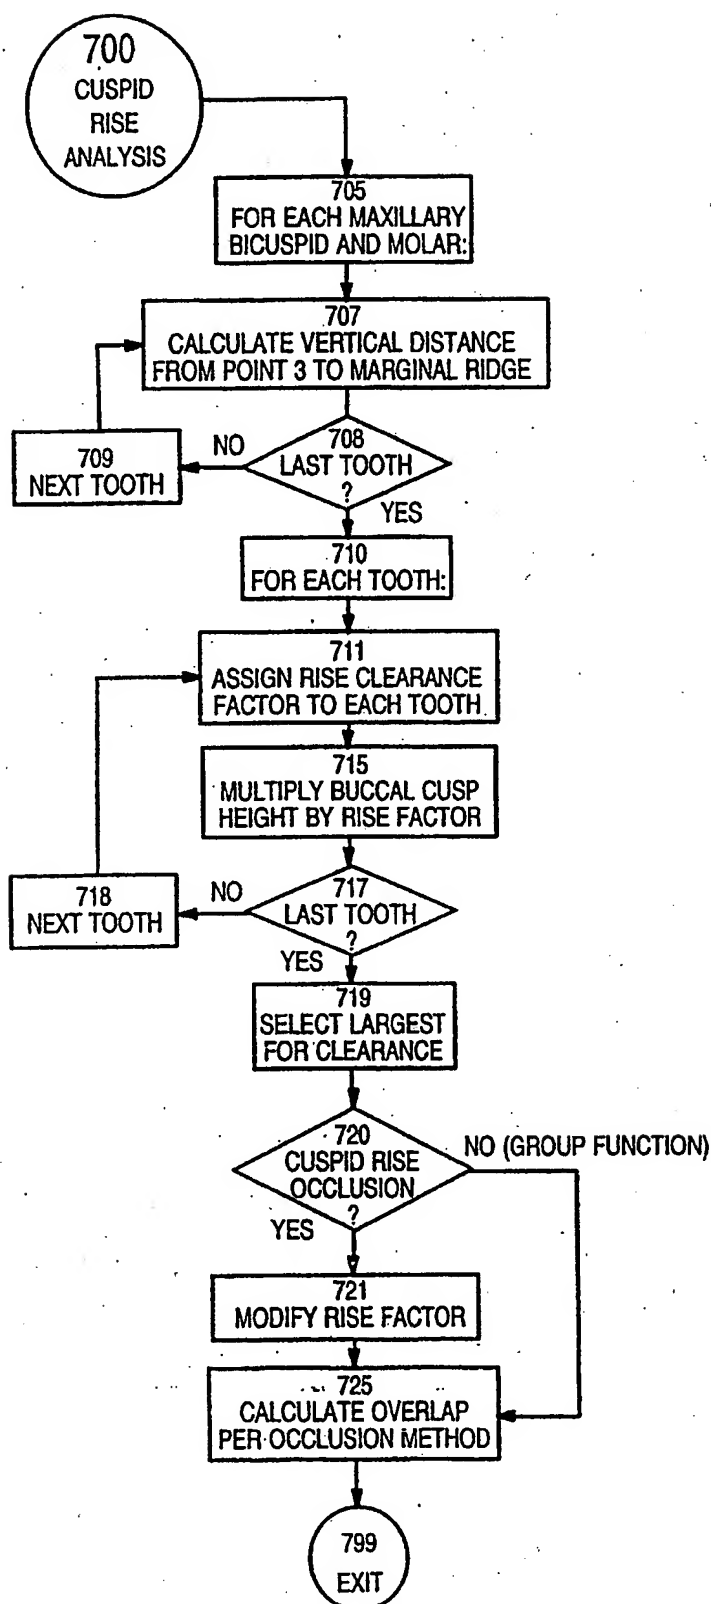 700
CUSPID
RISE
ANALYSIS
705
FOR EACH MAXILLARY
BICUSPID AND MOLAR:
707
CALCULATE VERTICAL DISTANCE
FROM POINT 3 TO MARGINAL RIDGE
708
LAST TOOTH
?
NO
709
NEXT TOOTH
YES
710
FOR EACH TOOTH:
711
ASSIGN RISE CLEARANCE
FACTOR TO EACH TOOTH
715
MULTIPLY BUCCAL CUSP
HEIGHT BY RISE FACTOR
717
LAST TOOTH
?
NO
718
NEXT TOOTH
YES
719
SELECT LARGEST
FOR CLEARANCE
720
CUSPID RISE
OCCLUSION
?
NO (GROUP FUNCTION)
YES
721
MODIFY RISE FACTOR
725
CALCULATE OVERLAP
PER OCCLUSION METHOD
799
EXIT